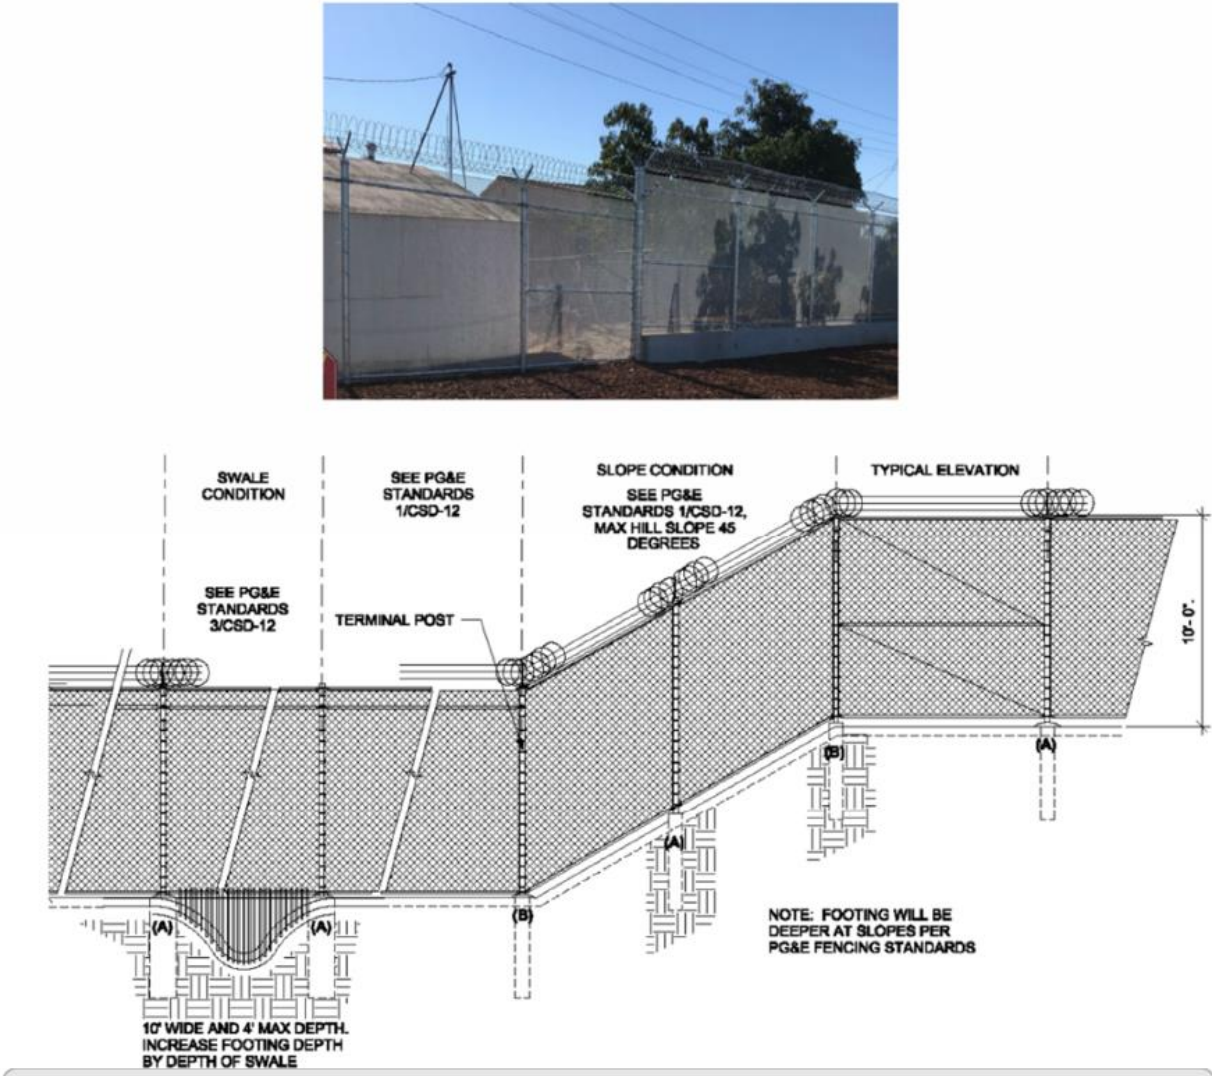 SWALE
CONDITION
SEE PG&E
STANDARDS
1/CSD-12
SLOPE CONDITION
SEE PG&E
STANDARDS 1/CSD-12,
MAX HILL SLOPE 45
DEGREES
TYPICAL ELEVATION
SEE PG&E
STANDARDS
3/CSD-12
TERMINAL POST
10'- 0".
(B)
(A)
(A)
(A)
(A)
(B)
NOTE: FOOTING WILL BE
DEEPER AT SLOPES PER
PG&E FENCING STANDARDS
10' WIDE AND 4' MAX DEPTH.
INCREASE FOOTING DEPTH
BY DEPTH OF SWALE